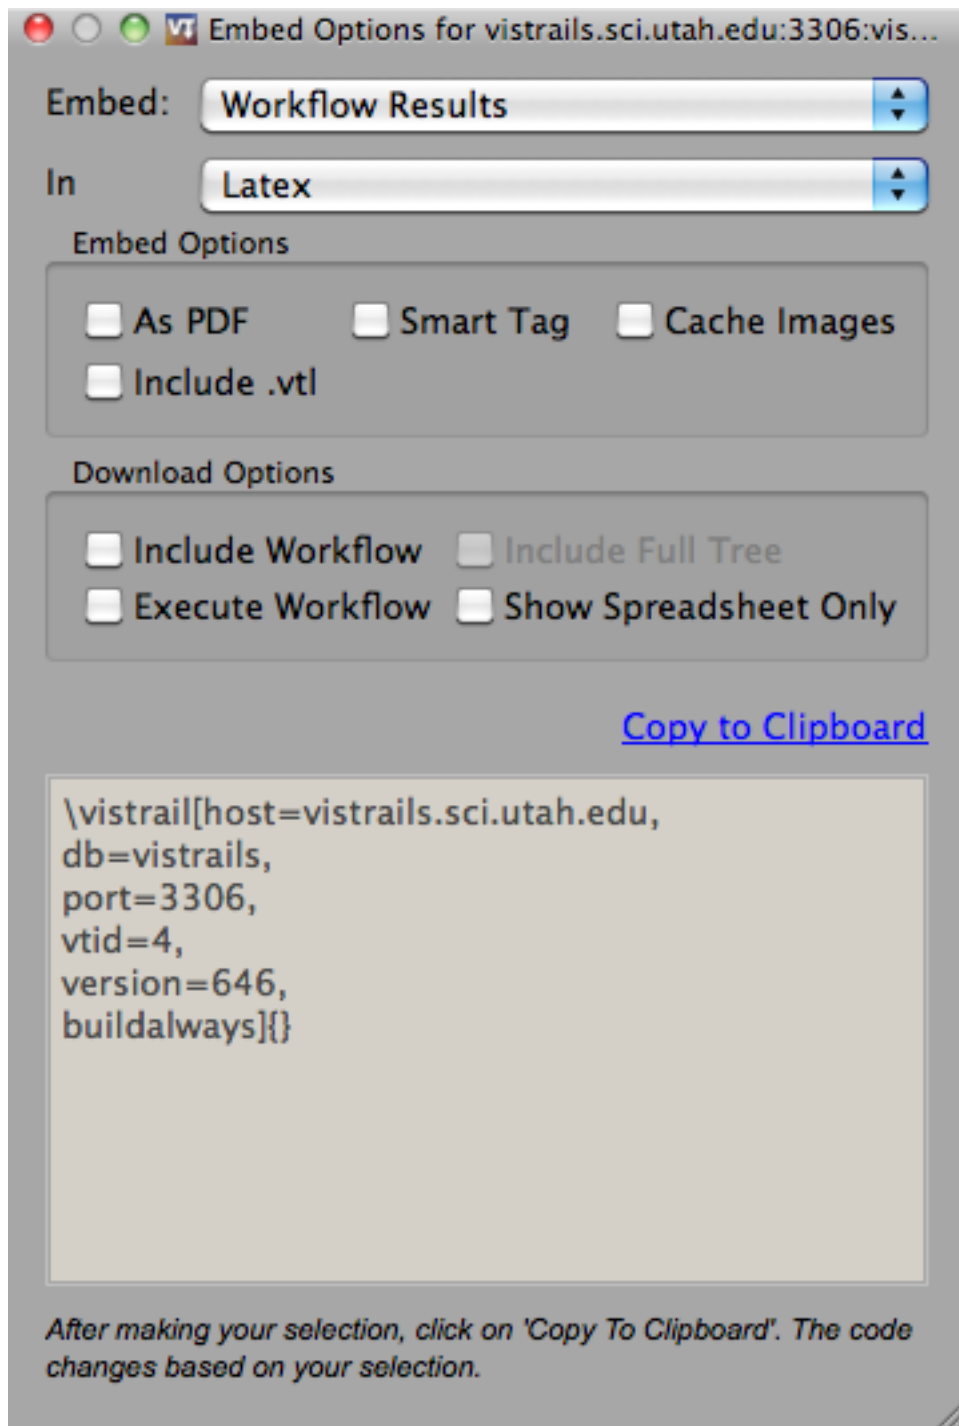 VT Embed Options for vistrails.sci.utah.edu:3306:vis...
Embed: Workflow Results
In Latex
Embed Options
As PDF Smart Tag Cache Images
Include .vtl
Download Options
Include Workflow Include Full Tree
Execute Workflow Show Spreadsheet Only
Copy to Clipboard
\vistrail[host=vistrails.sci.utah.edu,
db=vistrails,
port=3306,
vtid=4,
version=646,
buildalways]{}
After making your selection, click on 'Copy To Clipboard'. The code
changes based on your selection.